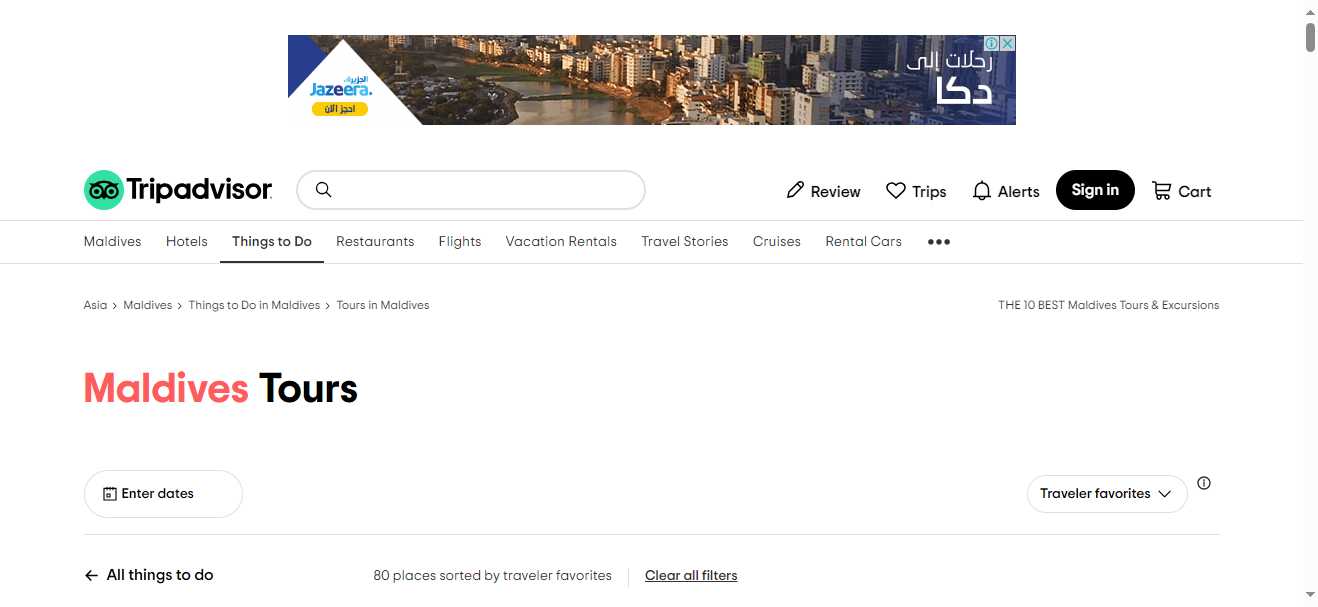 الجزيرة
Jazeera.
احجز الآن
رحلات إلى
دكا
Tripadvisor
Review
Trips
Alerts
Sign in
Cart
Maldives
Hotels
Things to Do
Restaurants
Flights
Vacation Rentals
Travel Stories
Cruises
Rental Cars
•••
Asia › Maldives › Things to Do in Maldives › Tours in Maldives
THE 10 BEST Maldives Tours & Excursions
Maldives Tours
Enter dates
Traveler favorites
All things to do
80 places sorted by traveler favorites
Clear all filters